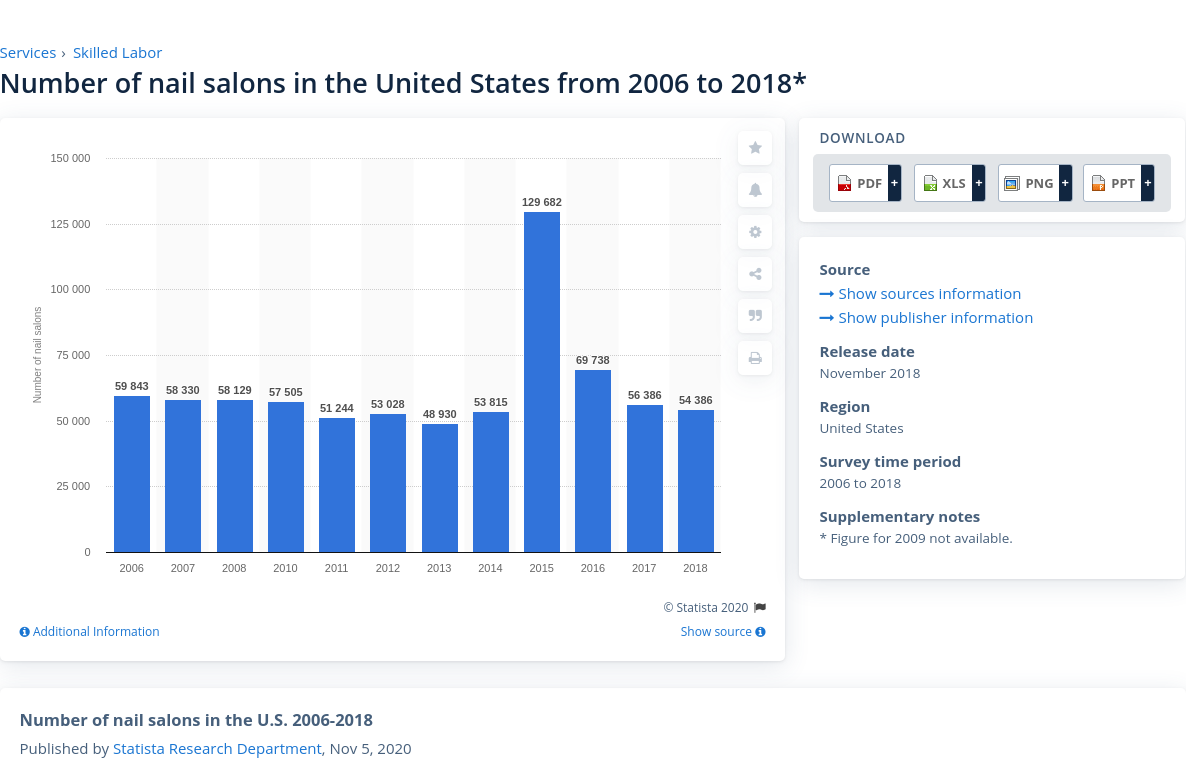 Services › Skilled Labor
Number of nail salons in the United States from 2006 to 2018*
150 000
125 000
100 000
75 000
50 000
25 000
0
Number of nail salons
59 843
58 330
58 129
57 505
51 244
53 028
48 930
53 815
129 682
69 738
56 386
54 386
2006 2007 2008 2010 2011 2012 2013 2014 2015 2016 2017 2018
© Statista 2020
Additional Information
Show source
DOWNLOAD
PDF + XLS + PNG + PPT +
Source
Show sources information
Show publisher information
Release date
November 2018
Region
United States
Survey time period
2006 to 2018
Supplementary notes
* Figure for 2009 not available.
Number of nail salons in the U.S. 2006-2018
Published by Statista Research Department, Nov 5, 2020